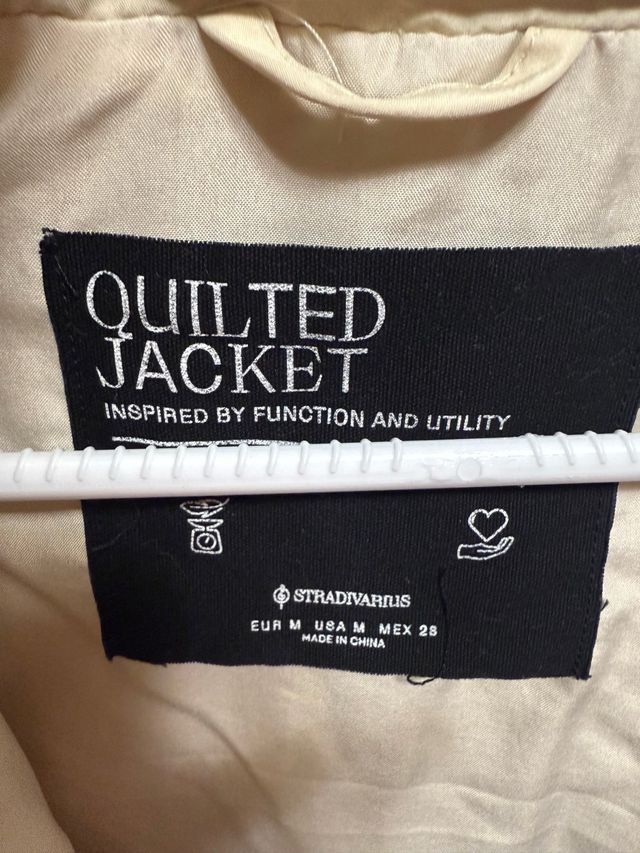 QUILTED
JACKET
INSPIRED BY FUNCTION AND UTILITY
STRADIVARIUS
EUR M USA M MEX 28
MADE IN CHINA